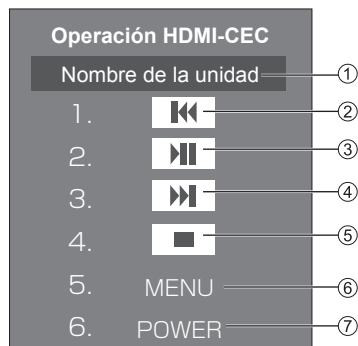 Operación HDMI-CEC
Nombre de la unidad ①
1. ②
2. ③
3. ④
4. ⑤
5. MENU ⑥
6. POWER ⑦